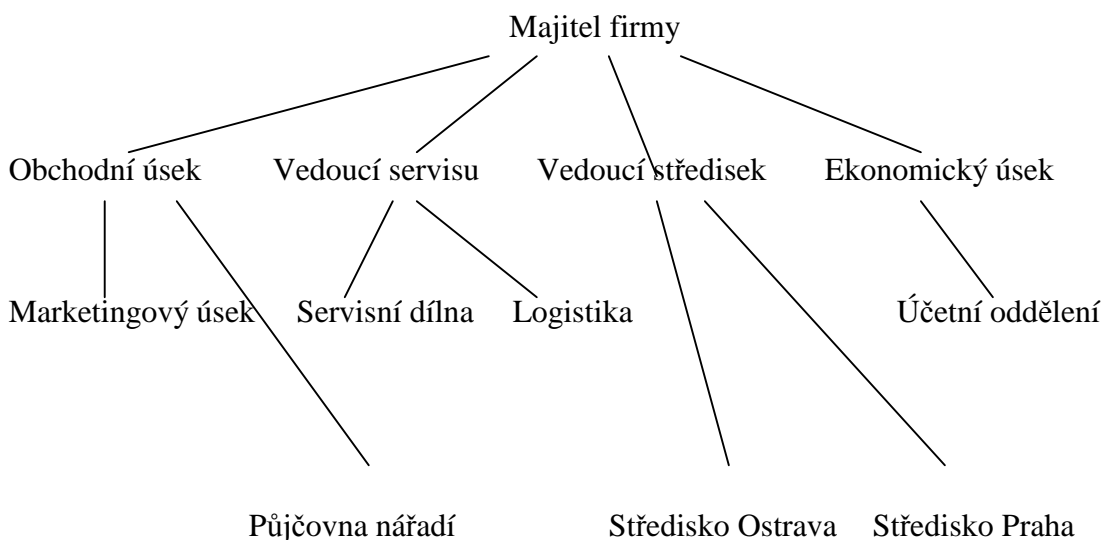 Majitel firmy
Obchodní úsek Vedoucí servisu Vedoucí středisek Ekonomický úsek
Marketingový úsek Servisní dílna Logistika Účetní oddělení
Půjčovna nářadí Středisko Ostrava Středisko Praha